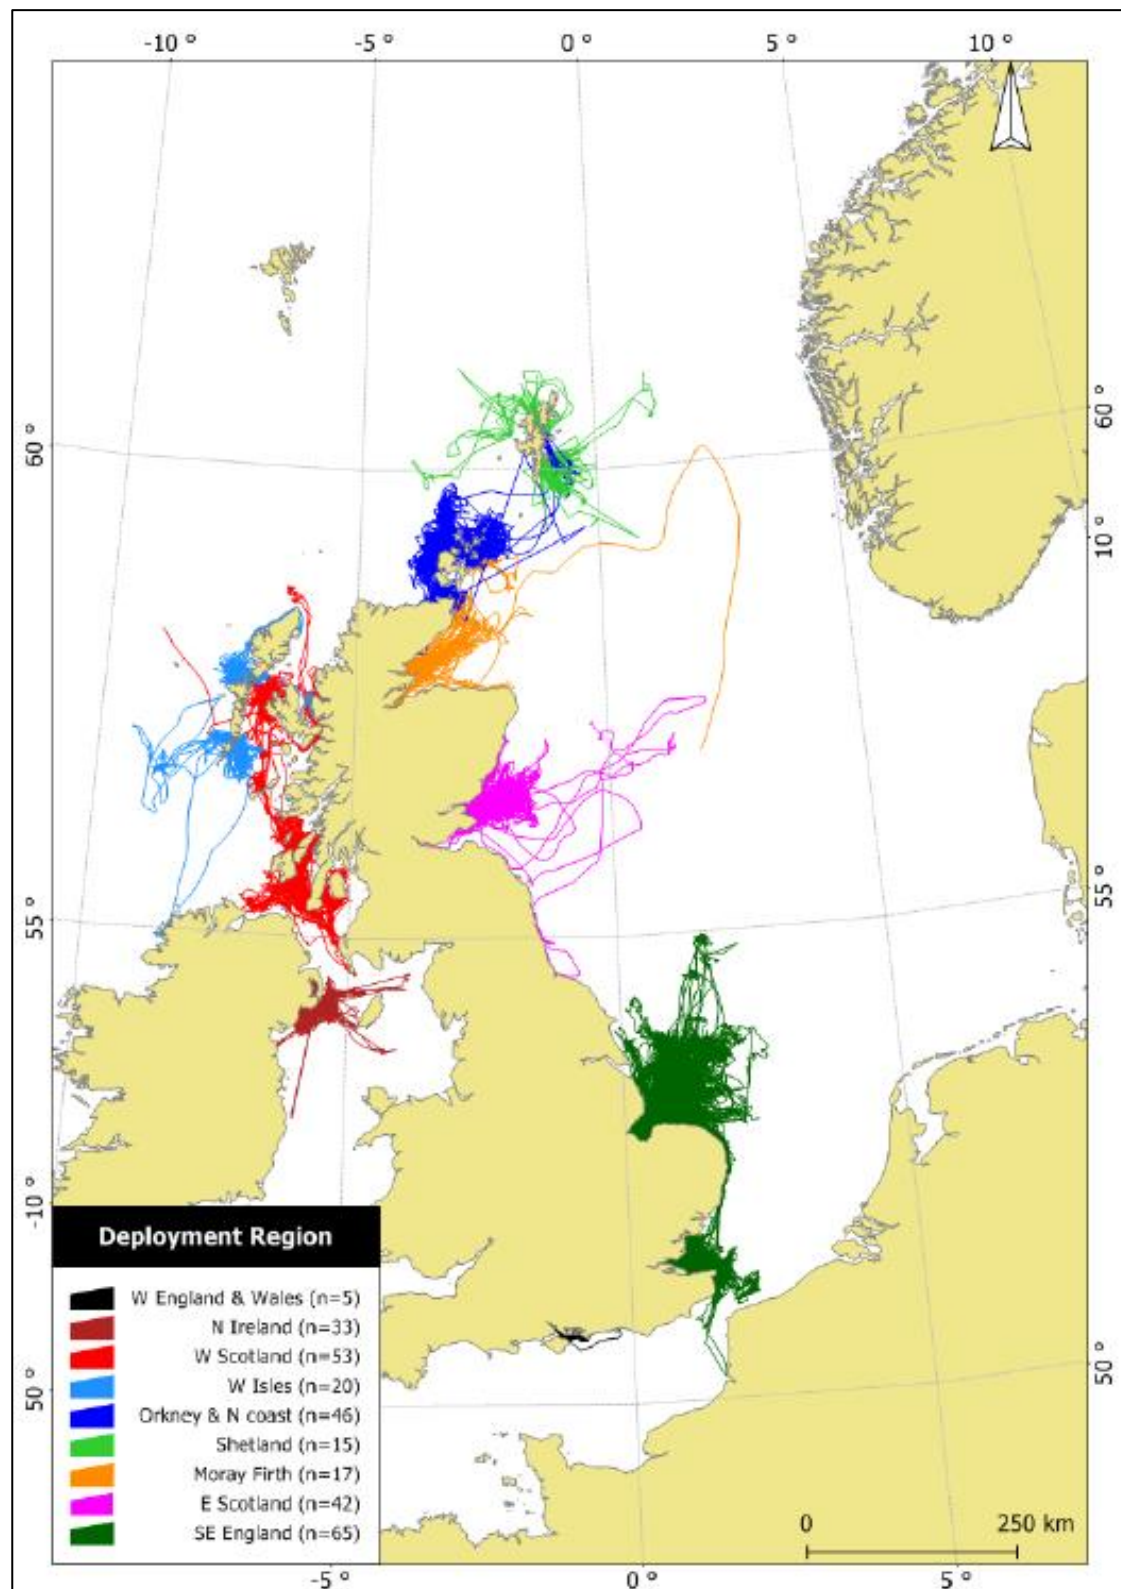 -10 ° -5 ° 0 ° 5 ° 10 °
60 °
60 °
10 °
55 °
55 °
-10 °
50 °
50 °
Deployment Region
W England & Wales (n=5)
N Ireland (n=33)
W Scotland (n=53)
W Isles (n=20)
Orkney & N coast (n=46)
Shetland (n=15)
Moray Firth (n=17)
E Scotland (n=42)
SE England (n=65)
0 250 km
-5 ° 0 ° 5 °